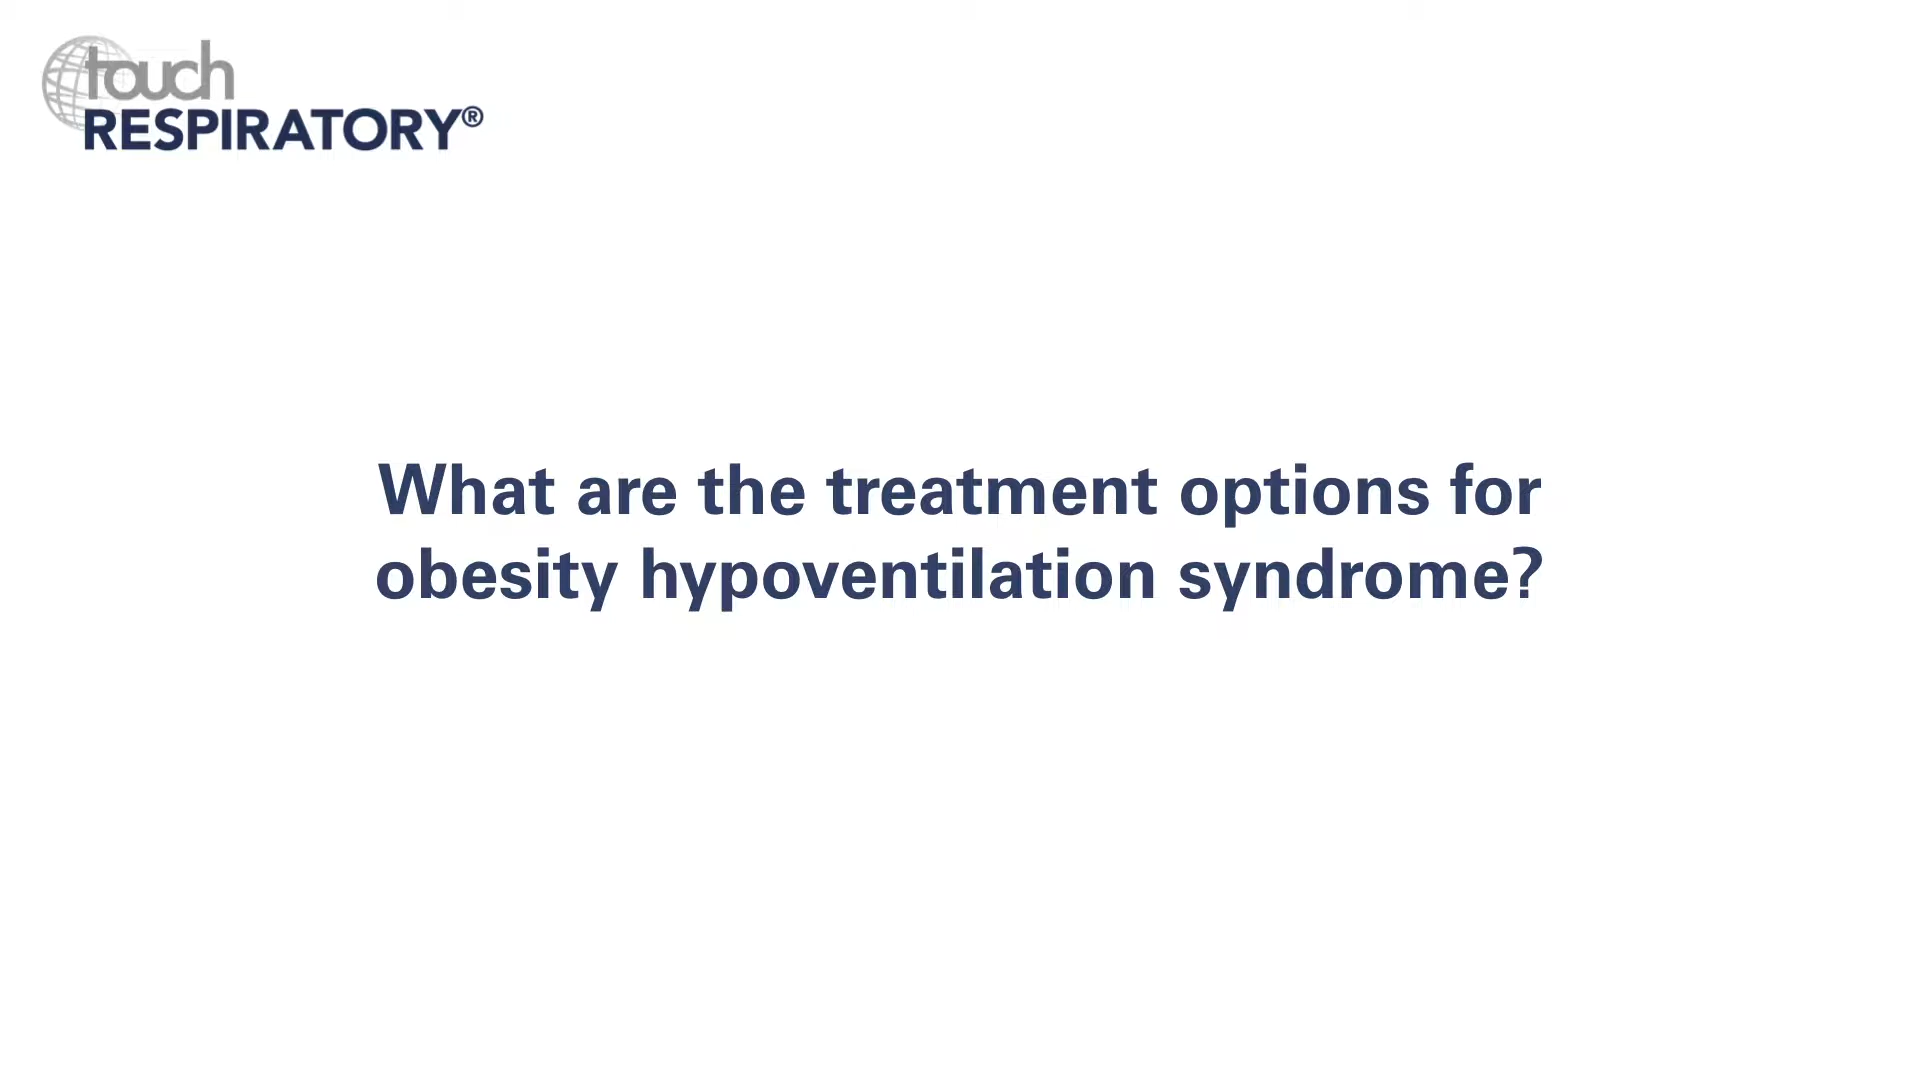 touch
RESPIRATORY®
What are the treatment options for
obesity hypoventilation syndrome?